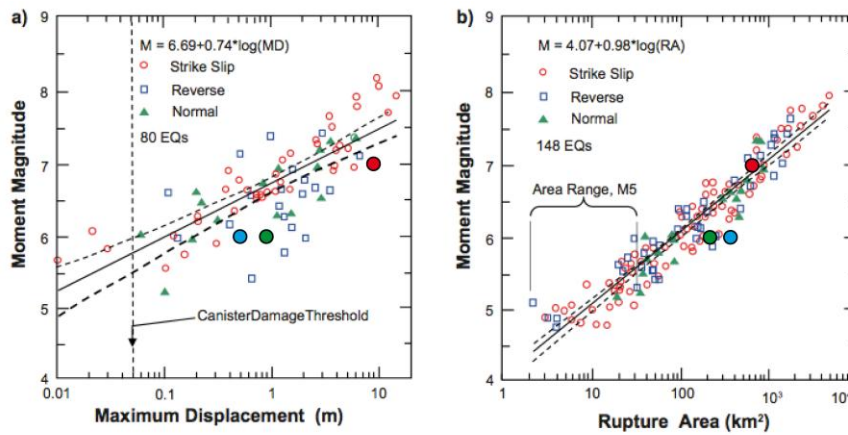 a)
M = 6.69+0.74*log(MD)
Strike Slip
Reverse
Normal
80 EQs
CanisterDamageThreshold
9
8
7
6
5
4
0.01
0.1
1
10
Moment Magnitude
Maximum Displacement (m)
b)
M = 4.07+0.98*log(RA)
Strike Slip
Reverse
Normal
148 EQs
Area Range, M5
9
8
7
6
5
4
1
10
100
10³
10⁴
Moment Magnitude
Rupture Area (km²)